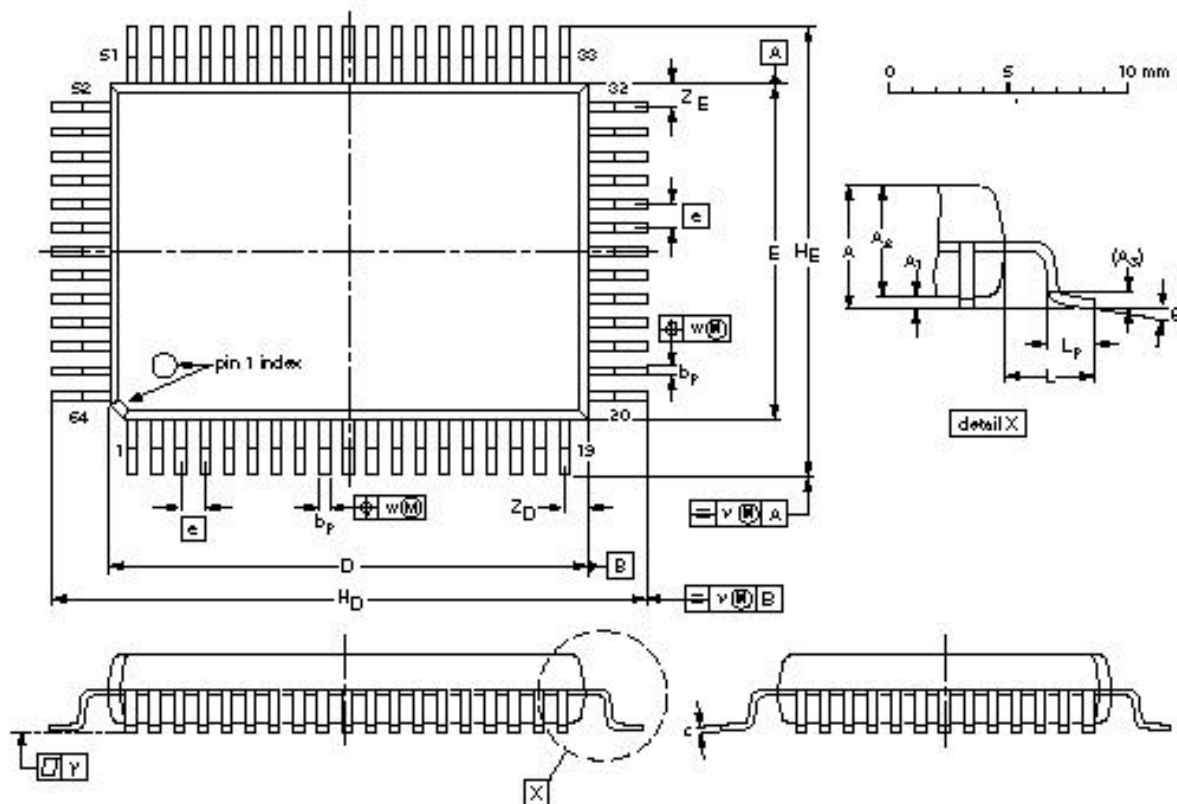 51
33
A
0
5
10 mm
52
32
Z E
e
E
H E
A
A2
A1
(A3)
θ
w M
L p
b p
L
pin 1 index
64
20
detail X
1
19
e
b p
w M
Z D
v M A
D
B
H D
v M B
c
y
X